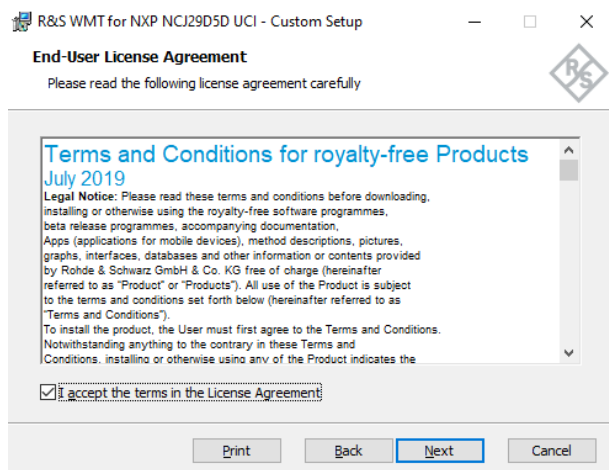 R&S WMT for NXP NCJ29D5D UCI - Custom Setup
End-User License Agreement
Please read the following license agreement carefully
R&S
Terms and Conditions for royalty-free Products
July 2019
Legal Notice: Please read these terms and conditions before downloading,
installing or otherwise using the royalty-free software programmes,
beta release programmes, accompanying documentation,
Apps (applications for mobile devices), method descriptions, pictures,
graphs, interfaces, databases and other information or contents provided
by Rohde & Schwarz GmbH & Co. KG free of charge (hereinafter
referred to as "Product" or "Products"). All use of the Product is subject
to the terms and conditions set forth below (hereinafter referred to as
"Terms and Conditions").
To install the product, the User must first agree to the Terms and Conditions.
Notwithstanding anything to the contrary in these Terms and
Conditions, installing or otherwise using any of the Product indicates the
I accept the terms in the License Agreement
Print Back Next Cancel